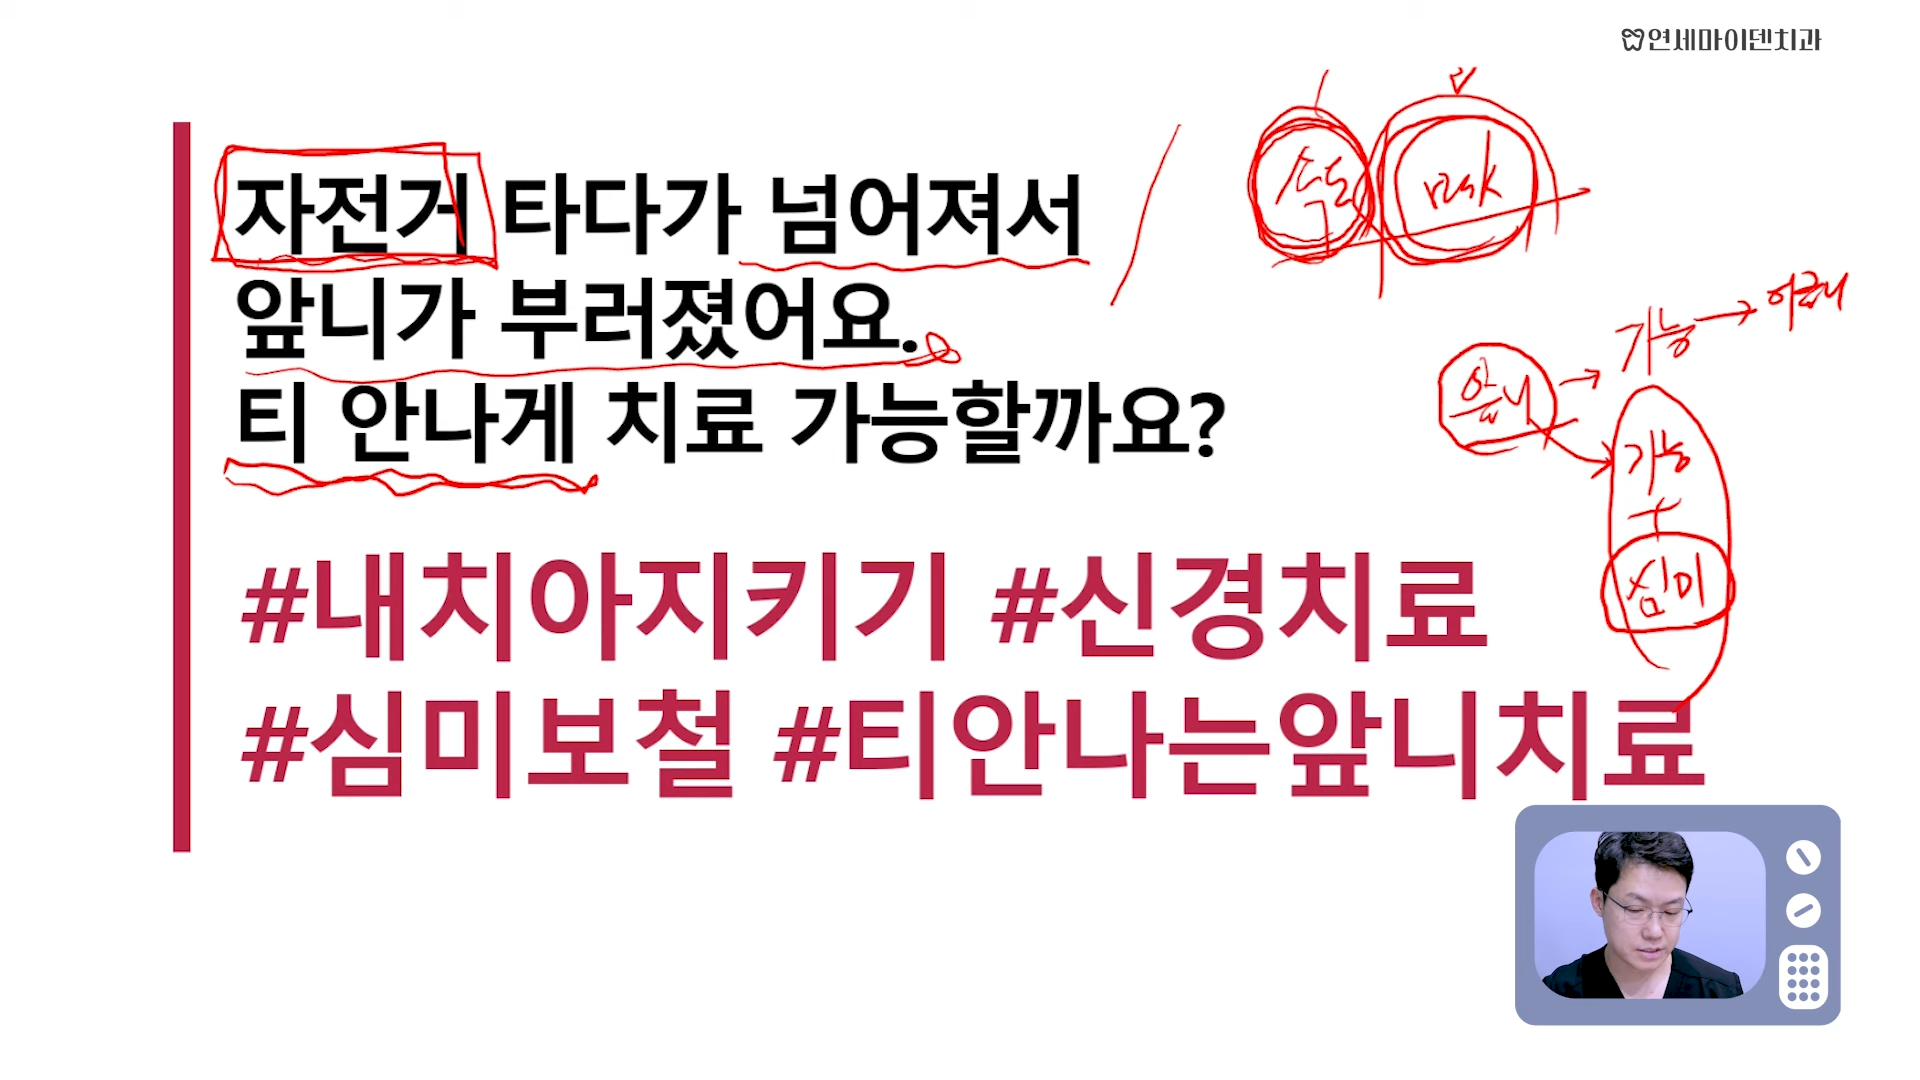 연세마이덴치과
자전거 타다가 넘어져서
앞니가 부러졌어요.
티 안나게 치료 가능할까요?
#내치아지키기 #신경치료
#심미보철 #티안나는앞니치료
속도
risk
앞니
가능
가능
+
심미